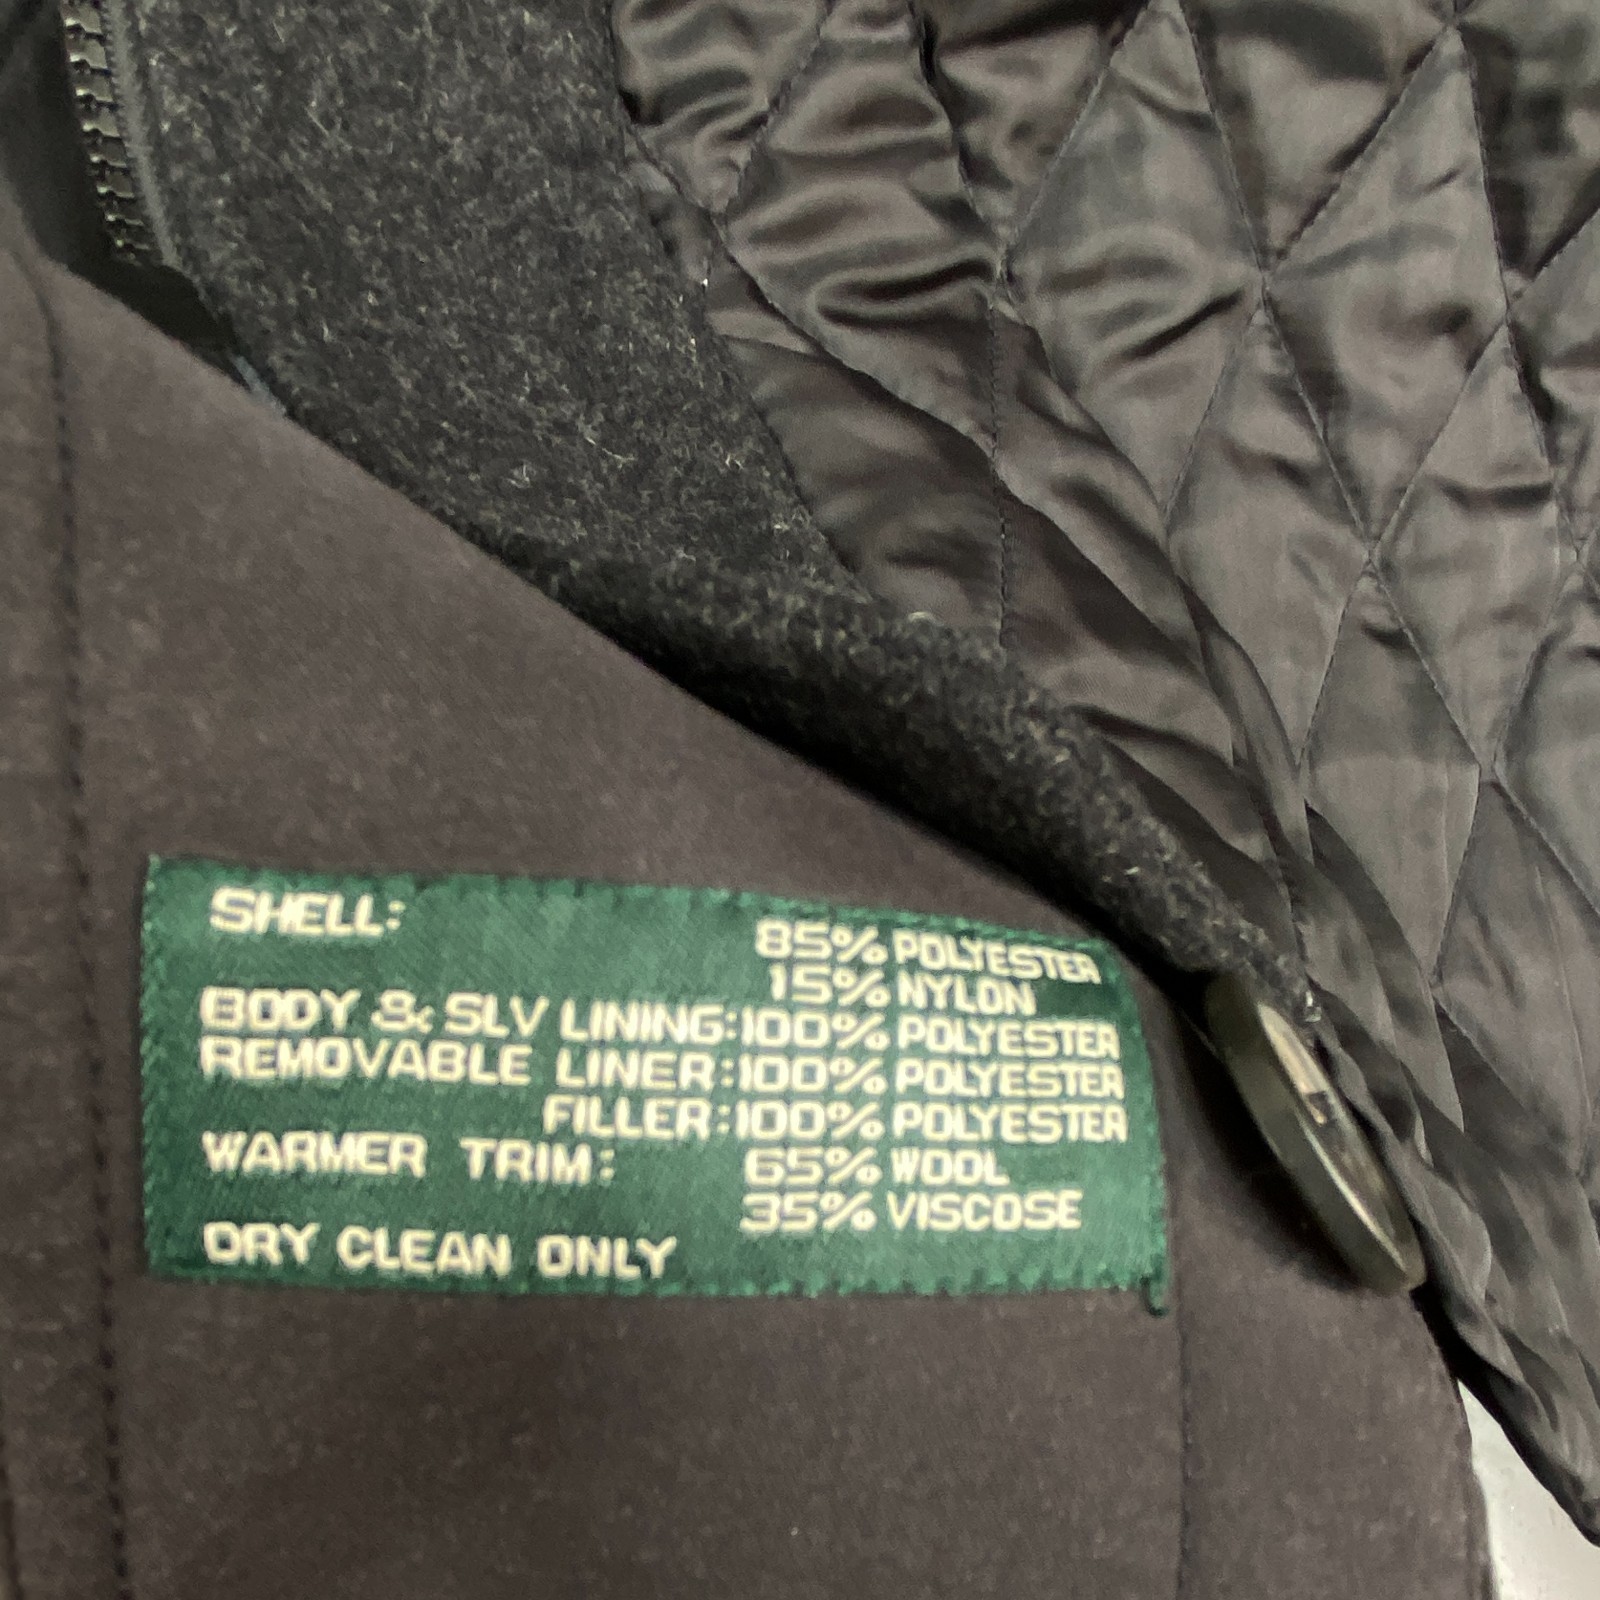 SHELL: 85% POLYESTER
15% NYLON
BODY & SLV LINING: 100% POLYESTER
REMOVABLE LINER: 100% POLYESTER
FILLER: 100% POLYESTER
WARMER TRIM: 65% WOOL
35% VISCOSE
DRY CLEAN ONLY